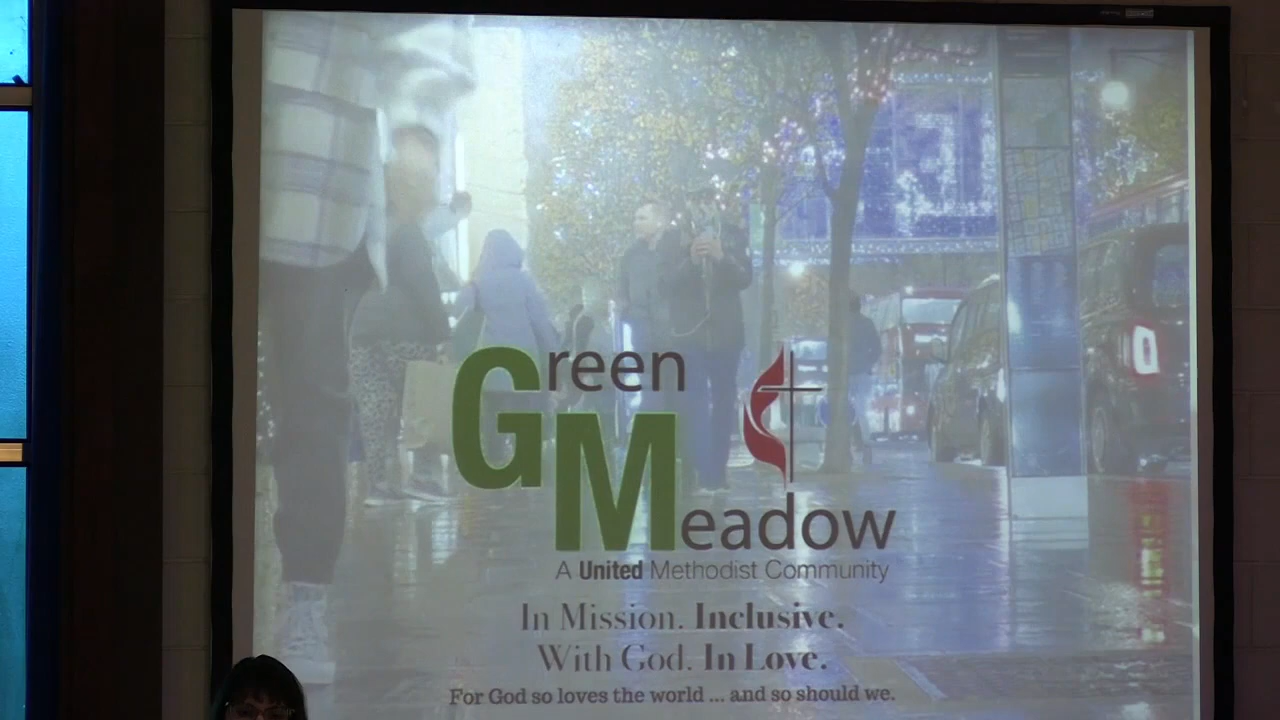 Green
Meadow
A United Methodist Community
In Mission. Inclusive.
With God. In Love.
For God so loves the world ... and so should we.